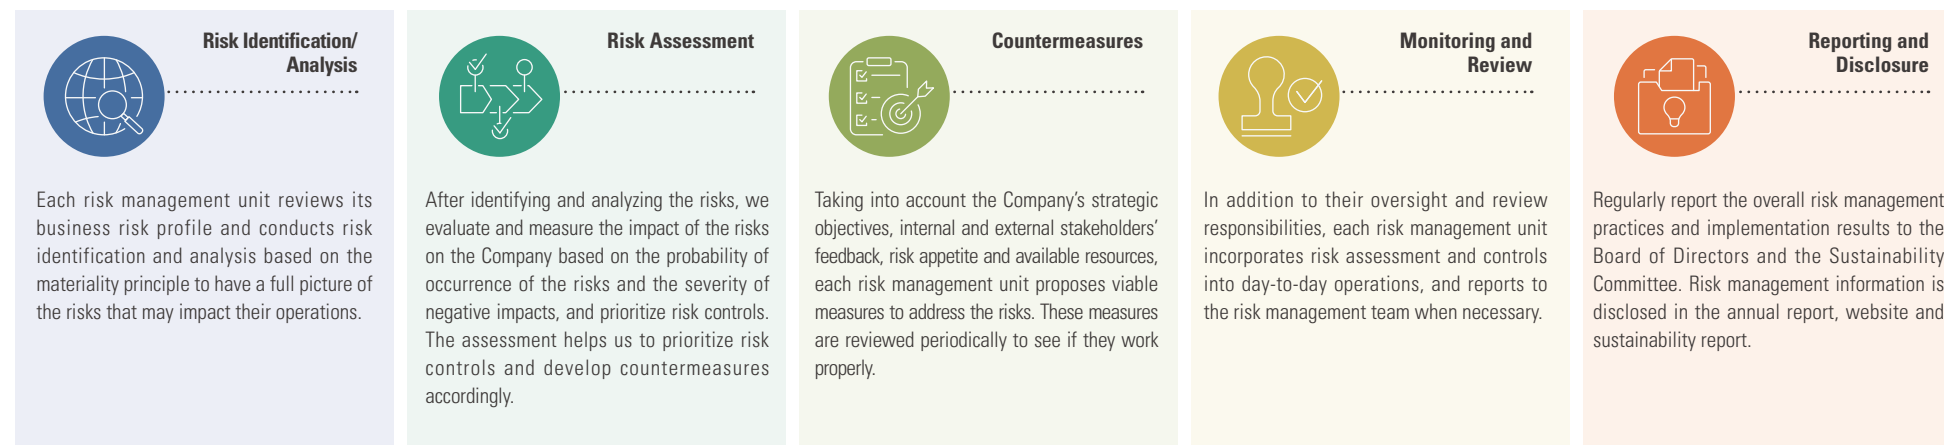 Risk Identification/
Analysis
Each risk management unit reviews its
business risk profile and conducts risk
identification and analysis based on the
materiality principle to have a full picture of
the risks that may impact their operations.
Risk Assessment
After identifying and analyzing the risks, we
evaluate and measure the impact of the risks
on the Company based on the probability of
occurrence of the risks and the severity of
negative impacts, and prioritize risk controls.
The assessment helps us to prioritize risk
controls and develop countermeasures
accordingly.
Countermeasures
Taking into account the Company’s strategic
objectives, internal and external stakeholders’
feedback, risk appetite and available resources,
each risk management unit proposes viable
measures to address the risks. These measures
are reviewed periodically to see if they work
properly.
Monitoring and
Review
In addition to their oversight and review
responsibilities, each risk management unit
incorporates risk assessment and controls
into day-to-day operations, and reports to
the risk management team when necessary.
Reporting and
Disclosure
Regularly report the overall risk management
practices and implementation results to the
Board of Directors and the Sustainability
Committee. Risk management information is
disclosed in the annual report, website and
sustainability report.